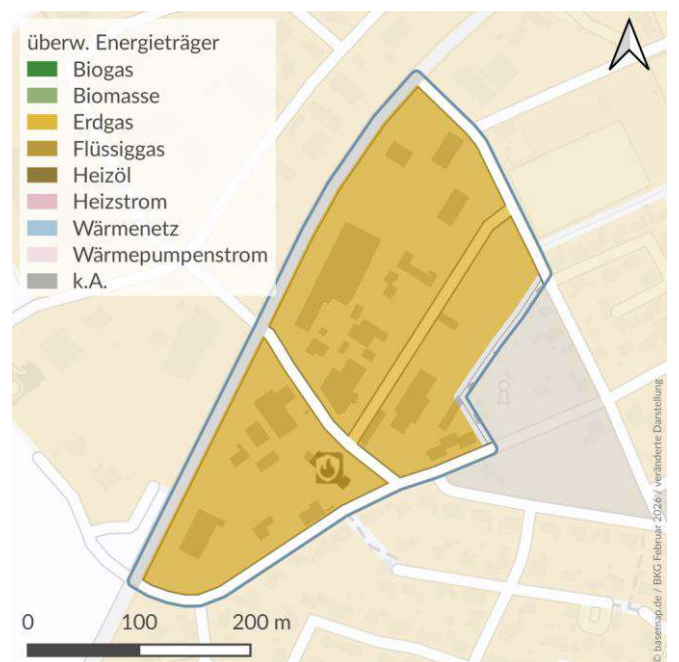 überw. Energieträger
Biogas
Biomasse
Erdgas
Flüssiggas
Heizöl
Heizstrom
Wärmenetz
Wärmepumpenstrom
k.A.
© basemap.de / BKG Februar 2026 / veränderte Darstellung
0 100 200 m